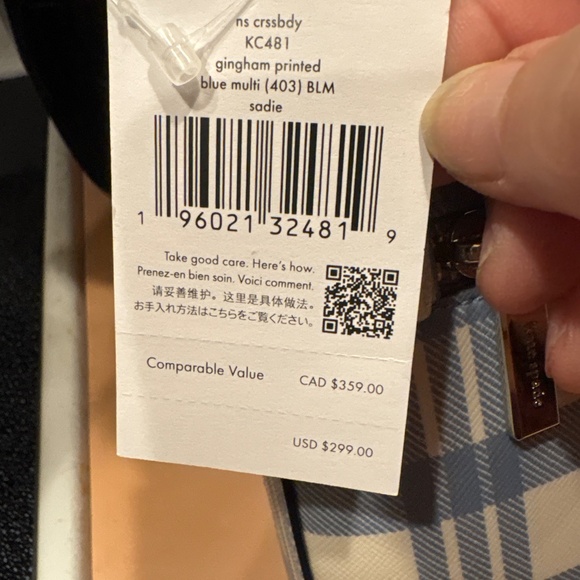 ns crssbdy
KC481
gingham printed
blue multi (403) BLM
sadie
1 96021 32481 9
Take good care. Here's how.
Prenez-en bien soin. Voici comment.
请妥善维护。这里是具体做法。
お手入れ方法はこちらをご覧ください。
Comparable Value CAD $359.00
USD $299.00